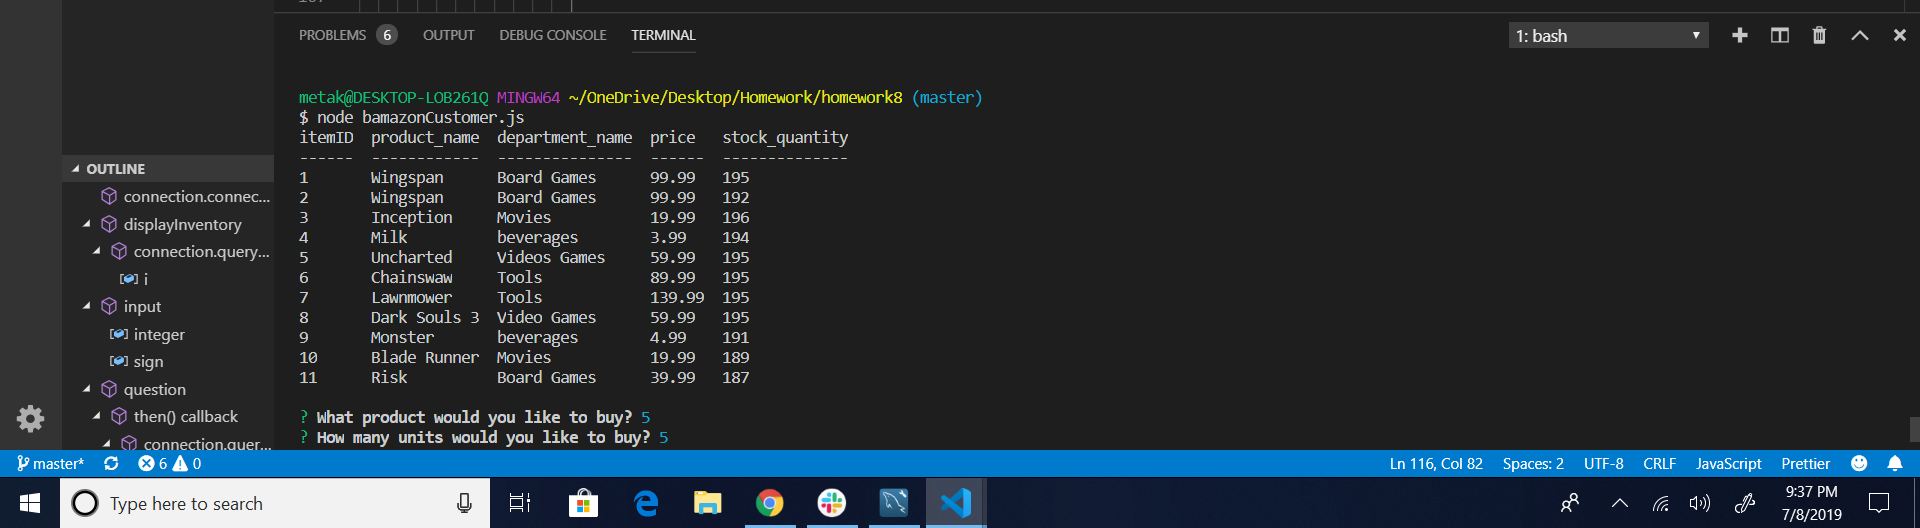 PROBLEMS 6 OUTPUT DEBUG CONSOLE TERMINAL 1: bash
metak@DESKTOP-LOB261Q MINGW64 ~/OneDrive/Desktop/Homework/homework8 (master)
$ node bamazonCustomer.js
itemID product_name department_name price stock_quantity
------ ------------ --------------- ------ --------------
1 Wingspan Board Games 99.99 195
2 Wingspan Board Games 99.99 192
3 Inception Movies 19.99 196
4 Milk beverages 3.99 194
5 Uncharted Videos Games 59.99 195
6 Chainswaw Tools 89.99 195
7 Lawnmower Tools 139.99 195
8 Dark Souls 3 Video Games 59.99 195
9 Monster beverages 4.99 191
10 Blade Runner Movies 19.99 189
11 Risk Board Games 39.99 187
? What product would you like to buy? 5
? How many units would you like to buy? 5
OUTLINE
connection.connec...
displayInventory
connection.query...
i
input
integer
sign
question
then() callback
connection.quer...
master* 6 0 Ln 116, Col 82 Spaces: 2 UTF-8 CRLF JavaScript Prettier
Type here to search
9:37 PM
7/8/2019